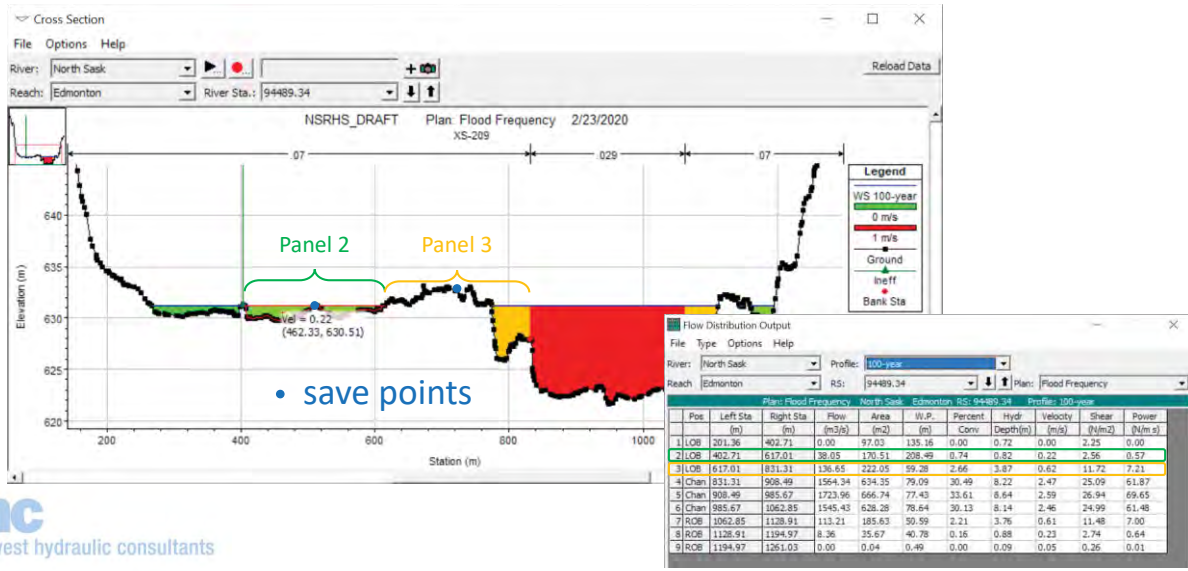 Cross Section
File Options Help
River: North Sask
Reload Data
Reach: Edmonton River Sta.: 94489.34
NSRHS_DRAFT Plan: Flood Frequency 2/23/2020
XS-209
.07 .029 .07
Legend
WS 100-year
0 m/s
1 m/s
Ground
Ineff
Bank Sta
Panel 2 Panel 3
640
635
630
625
620
Elevation (m)
Vel = 0.22
(462.33, 630.51)
• save points
200 400 600 800 1000
Station (m)
Flow Distribution Output
File Type Options Help
River: North Sask Profile: 100-year
Reach Edmonton RS: 94489.34 Plan: Flood Frequency
Plan: Flood Frequency North Sask Edmonton RS: 94489.34 Profile: 100-year
Pos Left Sta Right Sta Flow Area W.P. Percent Hydr Velocity Shear Power
(m) (m) (m3/s) (m2) (m) Conv Depth(m) (m/s) (N/m2) (N/m s)
1 LOB 201.36 402.71 0.00 97.03 135.16 0.00 0.72 0.00 2.25 0.00
2 LOB 402.71 617.01 38.05 170.51 208.49 0.74 0.82 0.22 2.56 0.57
3 LOB 617.01 831.31 136.65 222.05 59.28 2.66 3.87 0.62 11.72 7.21
4 Chan 831.31 908.49 1564.34 634.35 79.09 30.49 8.22 2.47 25.09 61.87
5 Chan 908.49 985.67 1723.96 666.74 77.43 33.61 8.64 2.59 26.94 69.65
6 Chan 985.67 1062.85 1545.43 628.28 78.64 30.13 8.14 2.46 24.99 61.48
7 ROB 1062.85 1128.91 113.21 185.63 50.59 2.21 3.76 0.61 11.48 7.00
8 ROB 1128.91 1194.97 8.36 35.67 40.78 0.16 0.88 0.23 2.74 0.64
9 ROB 1194.97 1261.03 0.00 0.04 0.49 0.00 0.09 0.05 0.26 0.01
west hydraulic consultants